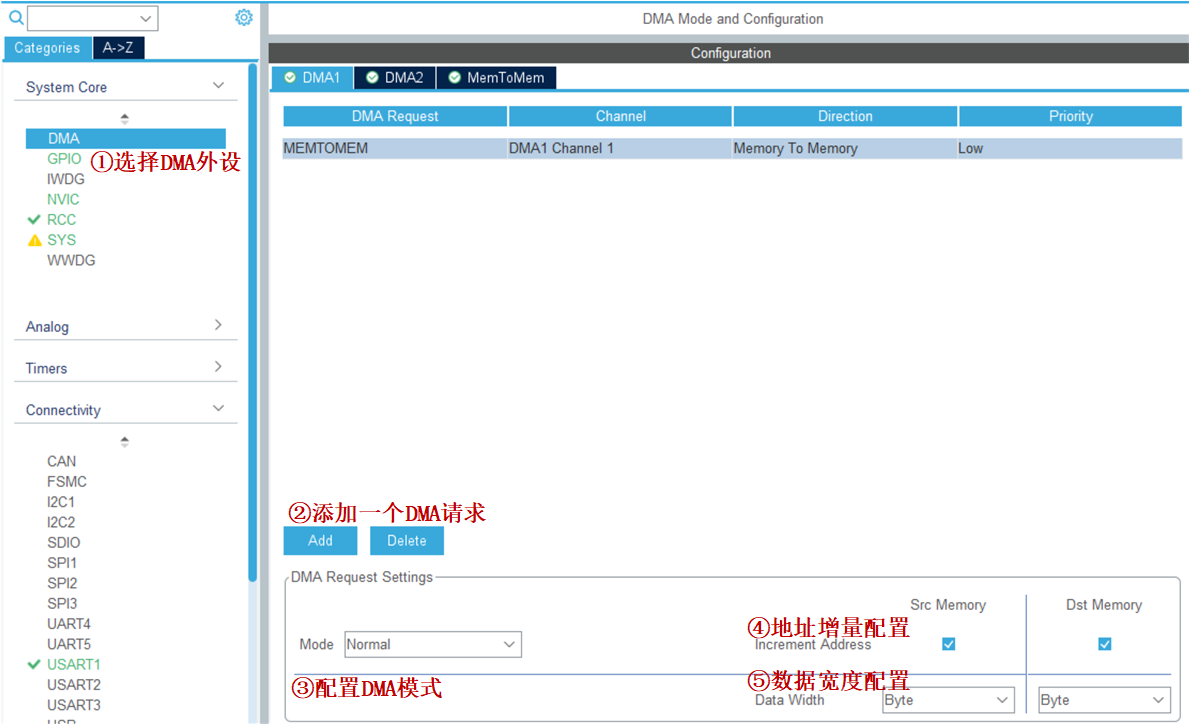 DMA Mode and Configuration
Categories
A->Z
Configuration
System Core
DMA1
DMA2
MemToMem
DMA Request
Channel
Direction
Priority
MEMTOMEM
DMA1 Channel 1
Memory To Memory
Low
DMA
①选择DMA外设
GPIO
IWDG
NVIC
RCC
SYS
WWDG
Analog
Timers
Connectivity
CAN
FSMC
I2C1
I2C2
SDIO
SPI1
SPI2
SPI3
UART4
UART5
USART1
USART2
USART3
②添加一个DMA请求
Add
Delete
DMA Request Settings
Src Memory
Dst Memory
④地址增量配置
Mode
Normal
Increment Address
③配置DMA模式
⑤数据宽度配置
Data Width
Byte
Byte